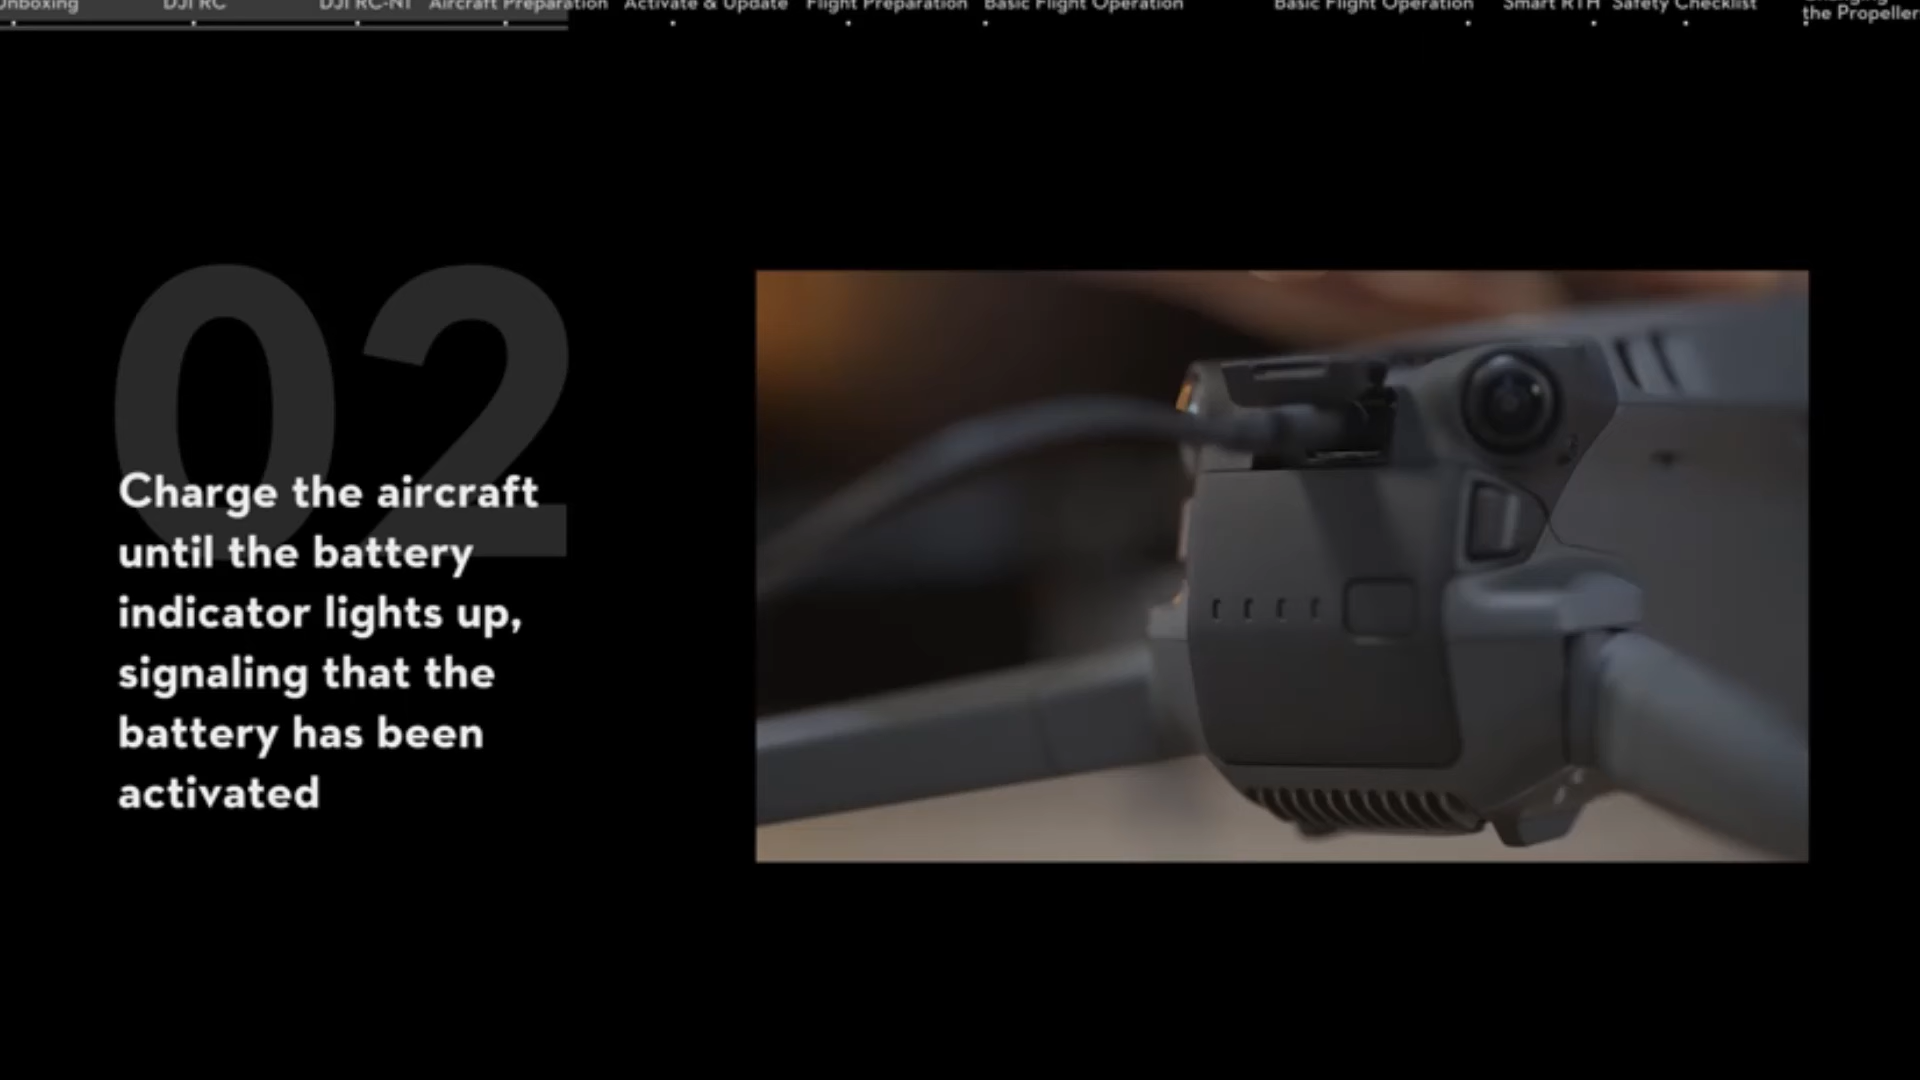 Unboxing DJI RC DJI RC-N1 Aircraft Preparation Activate & Update Flight Preparation Basic Flight Operation Basic Flight Operation Smart RTH Safety Checklist
the Propeller
02
Charge the aircraft
until the battery
indicator lights up,
signaling that the
battery has been
activated